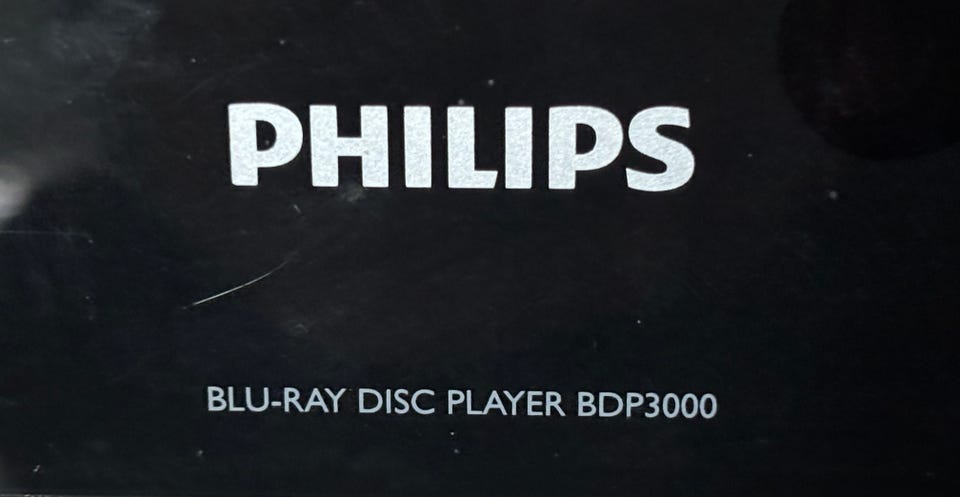 PHILIPS
BLU-RAY DISC PLAYER BDP3000